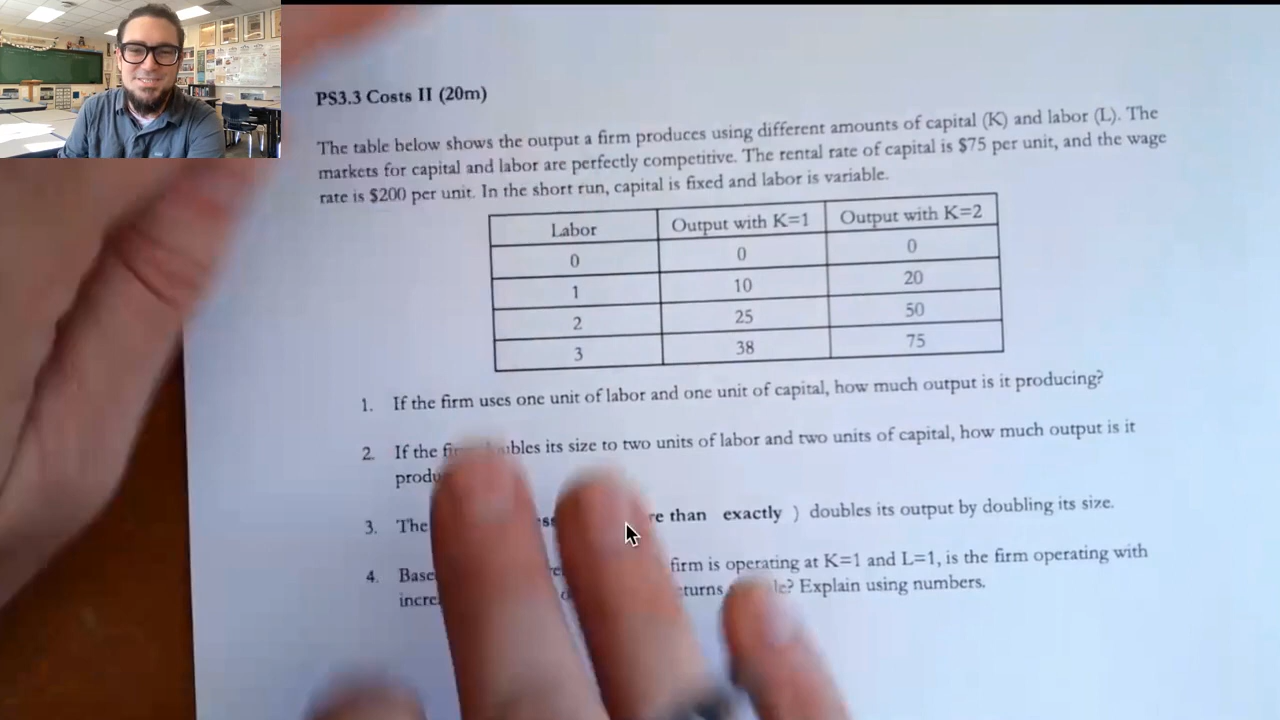 PS3.3 Costs II (20m)
The table below shows the output a firm produces using different amounts of capital (K) and labor (L). The
markets for capital and labor are perfectly competitive. The rental rate of capital is $75 per unit, and the wage
rate is $200 per unit. In the short run, capital is fixed and labor is variable.
Labor Output with K=1 Output with K=2
0 0 0
1 10 20
2 25 50
3 38 75
1. If the firm uses one unit of labor and one unit of capital, how much output is it producing?
2. If the its size to two units of labor and two units of capital, how much output is it
3. The than exactly ) doubles its output by doubling its size.
4. firm is operating at K=1 and L=1, is the firm operating with
Explain using numbers.